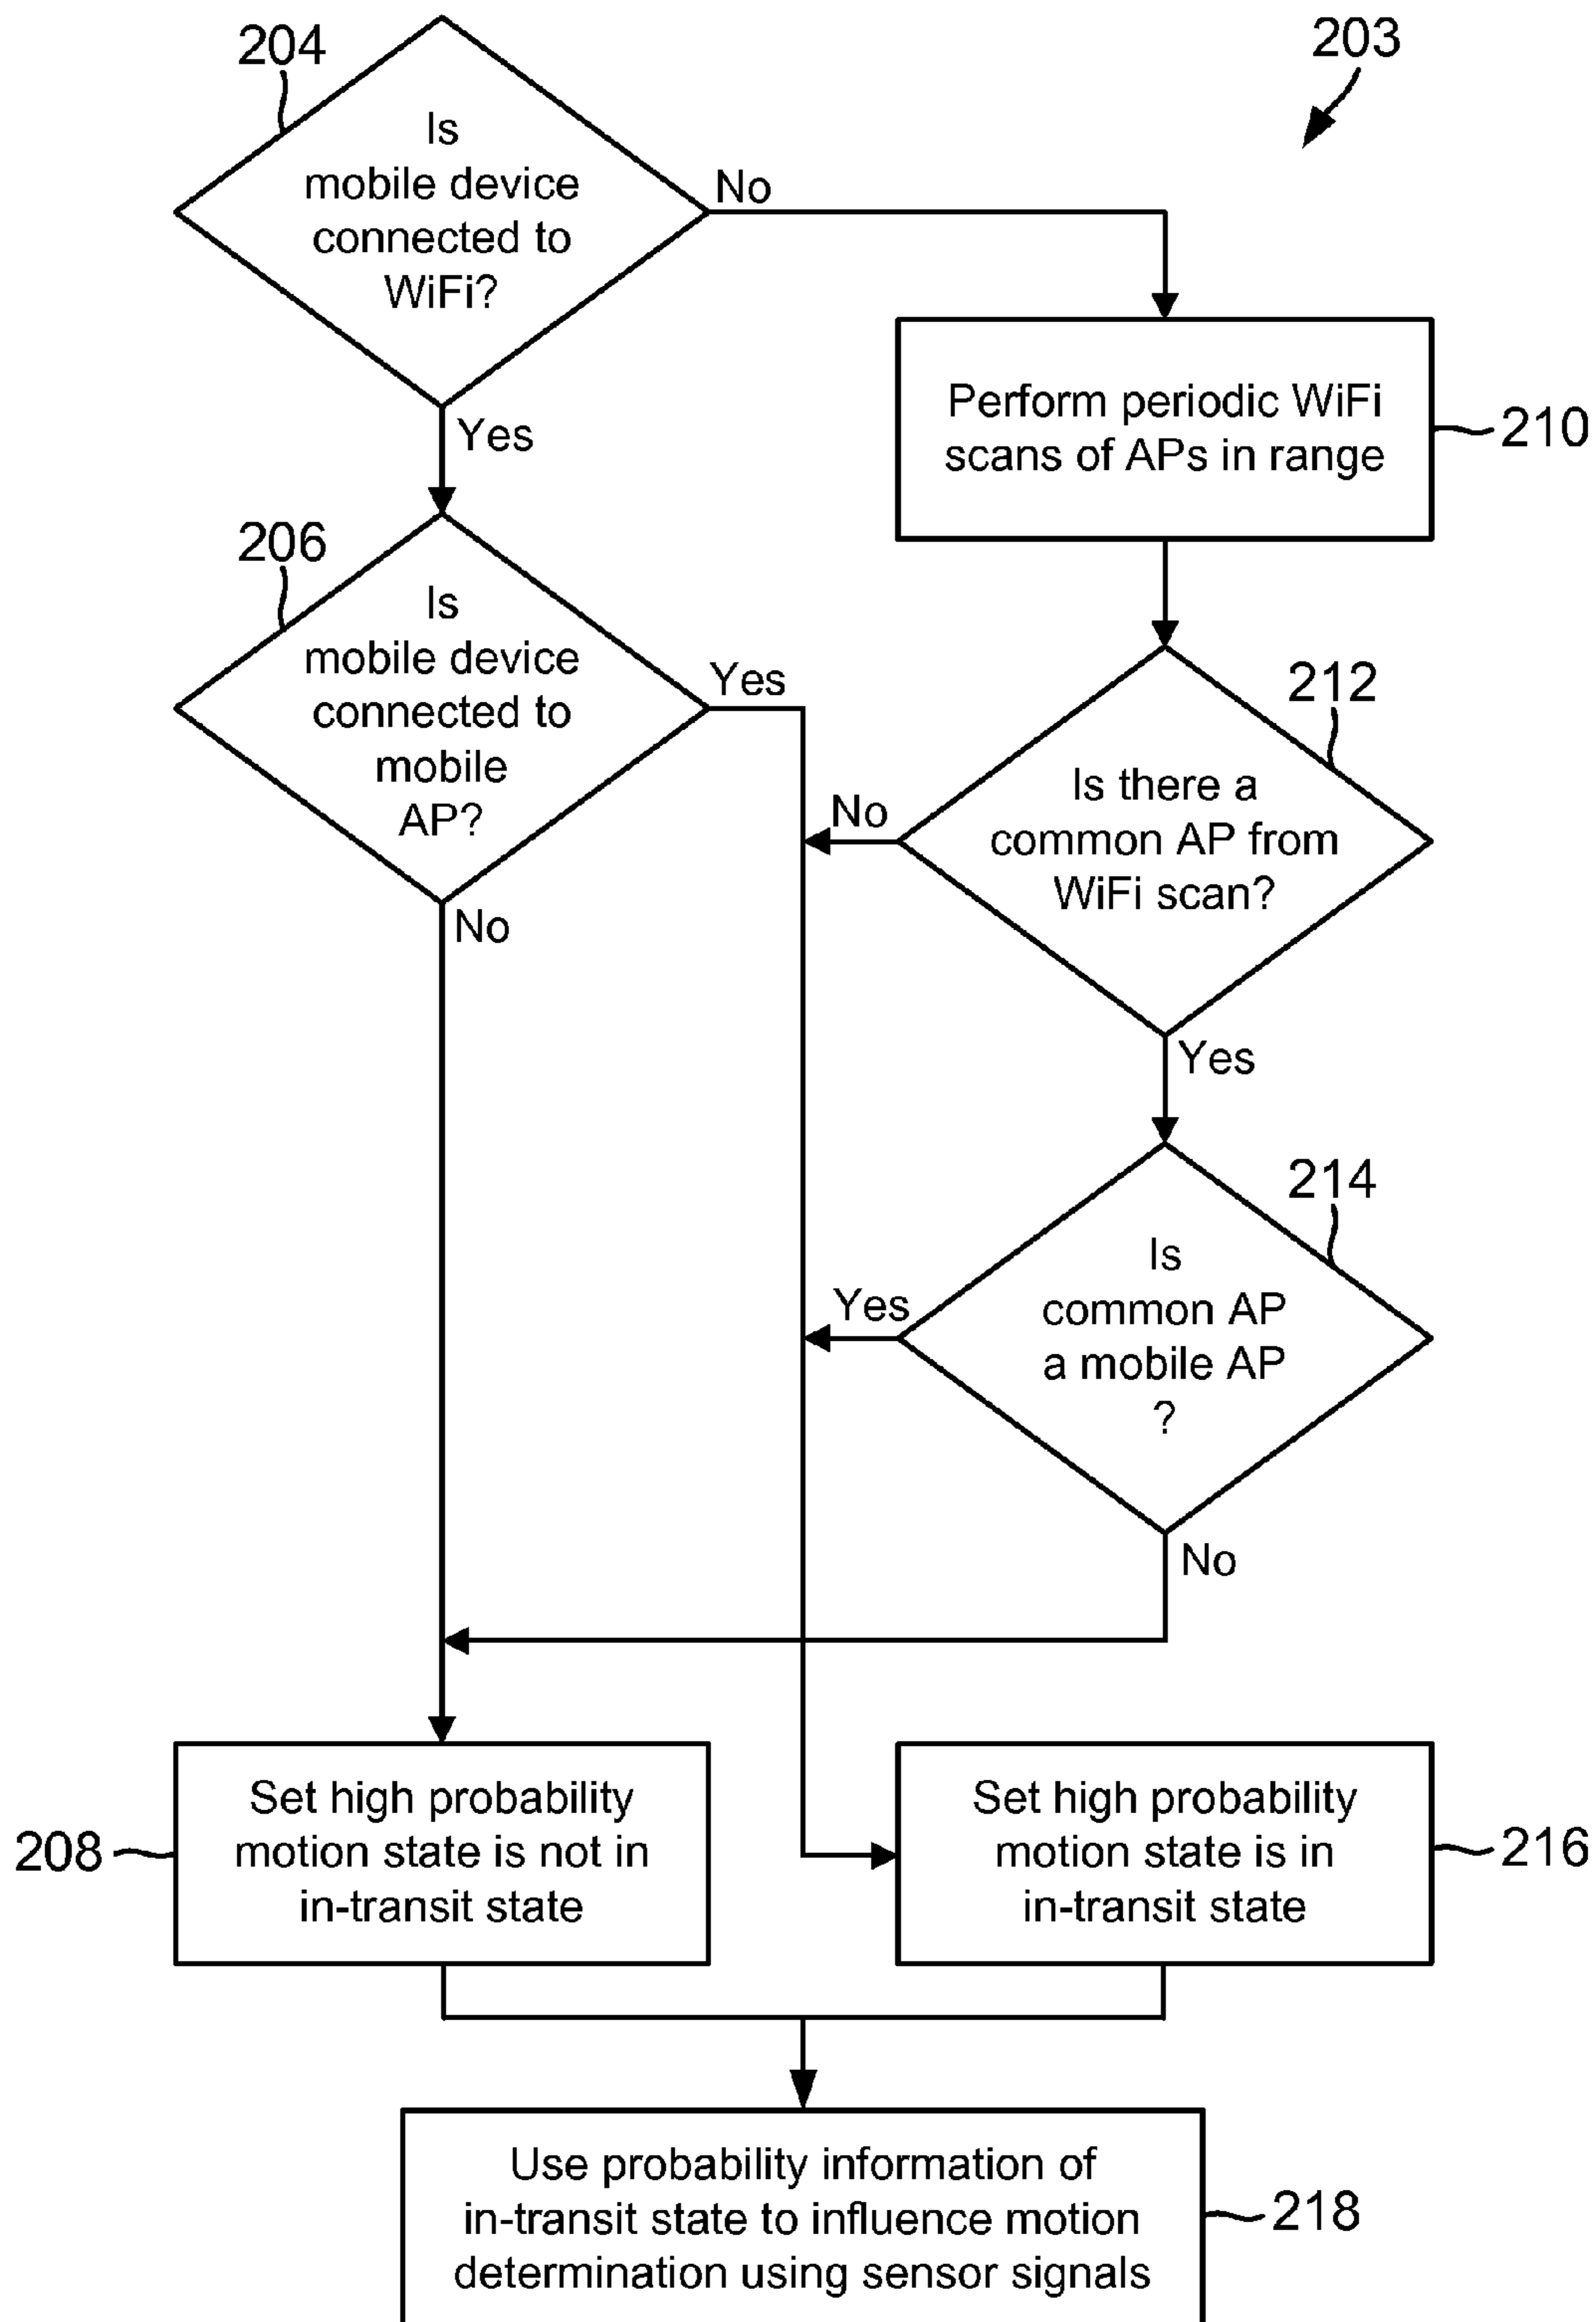 203
204
Is
mobile device
connected to
WiFi?
No
Yes
Perform periodic WiFi
scans of APs in range
210
206
Is
mobile device
connected to
mobile
AP?
Yes
No
212
Is there a
common AP from
WiFi scan?
No
Yes
214
Is
common AP
a mobile AP
?
Yes
No
Set high probability
motion state is not in
in-transit state
208
Set high probability
motion state is in
in-transit state
216
Use probability information of
in-transit state to influence motion
determination using sensor signals
218